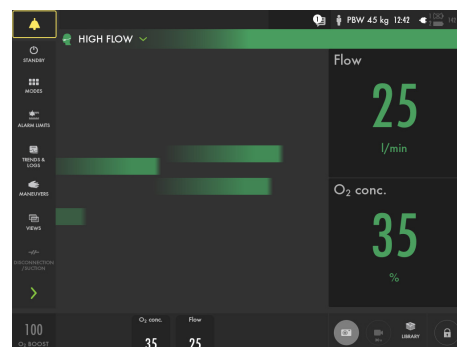 PBW 45 kg 12:42
HIGH FLOW
STANDBY
MODES
ALARM LIMITS
TRENDS &
LOGS
MANEUVERS
VIEWS
DISCONNECTION
/SUCTION
Flow
25
l/min
O₂ conc.
35
%
100
O₂ BOOST
O₂ conc.
35
Flow
25
LIBRARY